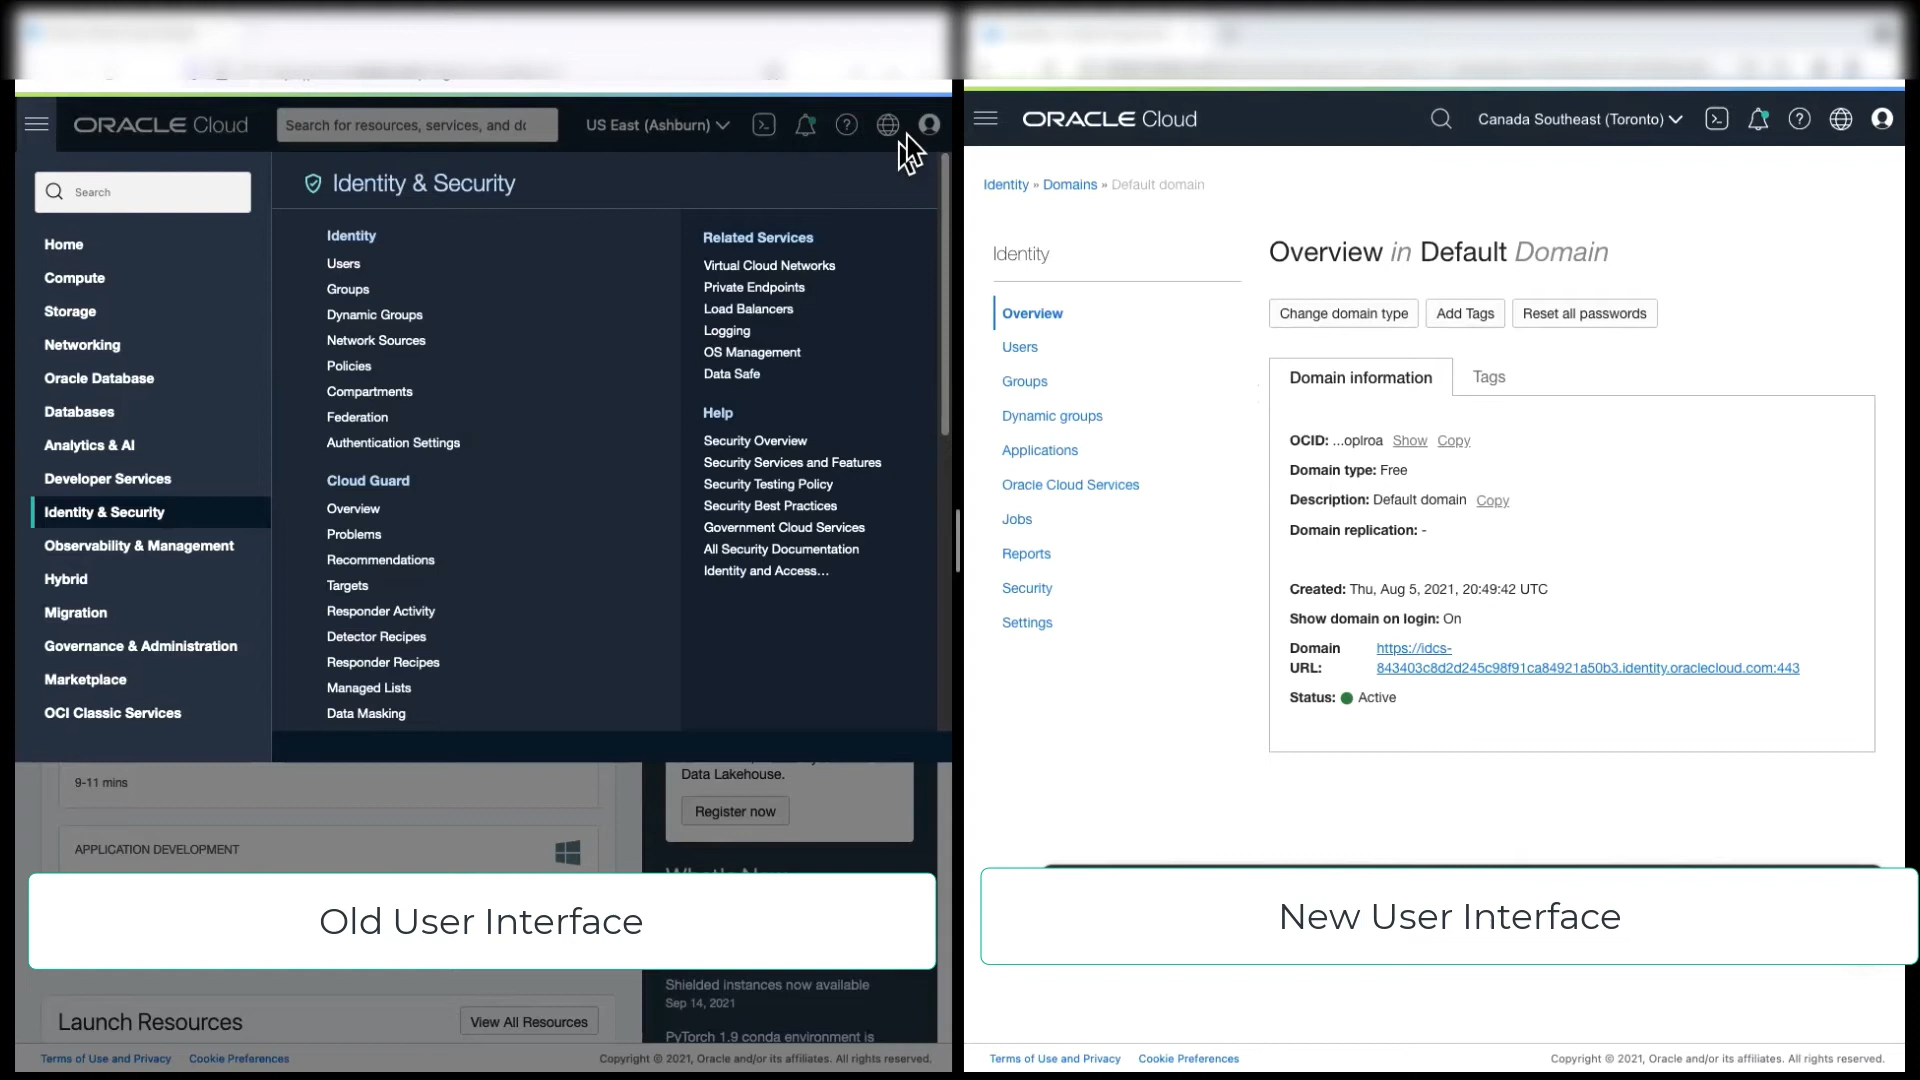 ORACLE Cloud
Search for resources, services, and dc
US East (Ashburn)
Search
Home
Compute
Storage
Networking
Oracle Database
Databases
Analytics & AI
Developer Services
Identity & Security
Observability & Management
Hybrid
Migration
Governance & Administration
Marketplace
OCI Classic Services
Identity & Security
Identity
Users
Groups
Dynamic Groups
Network Sources
Policies
Compartments
Federation
Authentication Settings
Cloud Guard
Overview
Problems
Recommendations
Targets
Responder Activity
Detector Recipes
Responder Recipes
Managed Lists
Data Masking
Related Services
Virtual Cloud Networks
Private Endpoints
Load Balancers
Logging
OS Management
Data Safe
Help
Security Overview
Security Services and Features
Security Testing Policy
Security Best Practices
Government Cloud Services
All Security Documentation
Identity and Access...
9-11 mins
APPLICATION DEVELOPMENT
Data Lakehouse.
Register now
Old User Interface
Shielded instances now available
Sep 14, 2021
PyTorch 1.9 conda environment is
Launch Resources
View All Resources
Terms of Use and Privacy
Cookie Preferences
Copyright © 2021, Oracle and/or its affiliates. All rights reserved.
ORACLE Cloud
Canada Southeast (Toronto)
Identity » Domains » Default domain
Identity
Overview
Users
Groups
Dynamic groups
Applications
Oracle Cloud Services
Jobs
Reports
Security
Settings
Overview in Default Domain
Change domain type
Add Tags
Reset all passwords
Domain information
Tags
OCID: ...oplroa Show Copy
Domain type: Free
Description: Default domain Copy
Domain replication: -
Created: Thu, Aug 5, 2021, 20:49:42 UTC
Show domain on login: On
Domain URL: https://idcs-
843403c8d2d245c98f91ca84921a50b3.identity.oraclecloud.com:443
Status: Active
New User Interface
Terms of Use and Privacy
Cookie Preferences
Copyright © 2021, Oracle and/or its affiliates. All rights reserved.